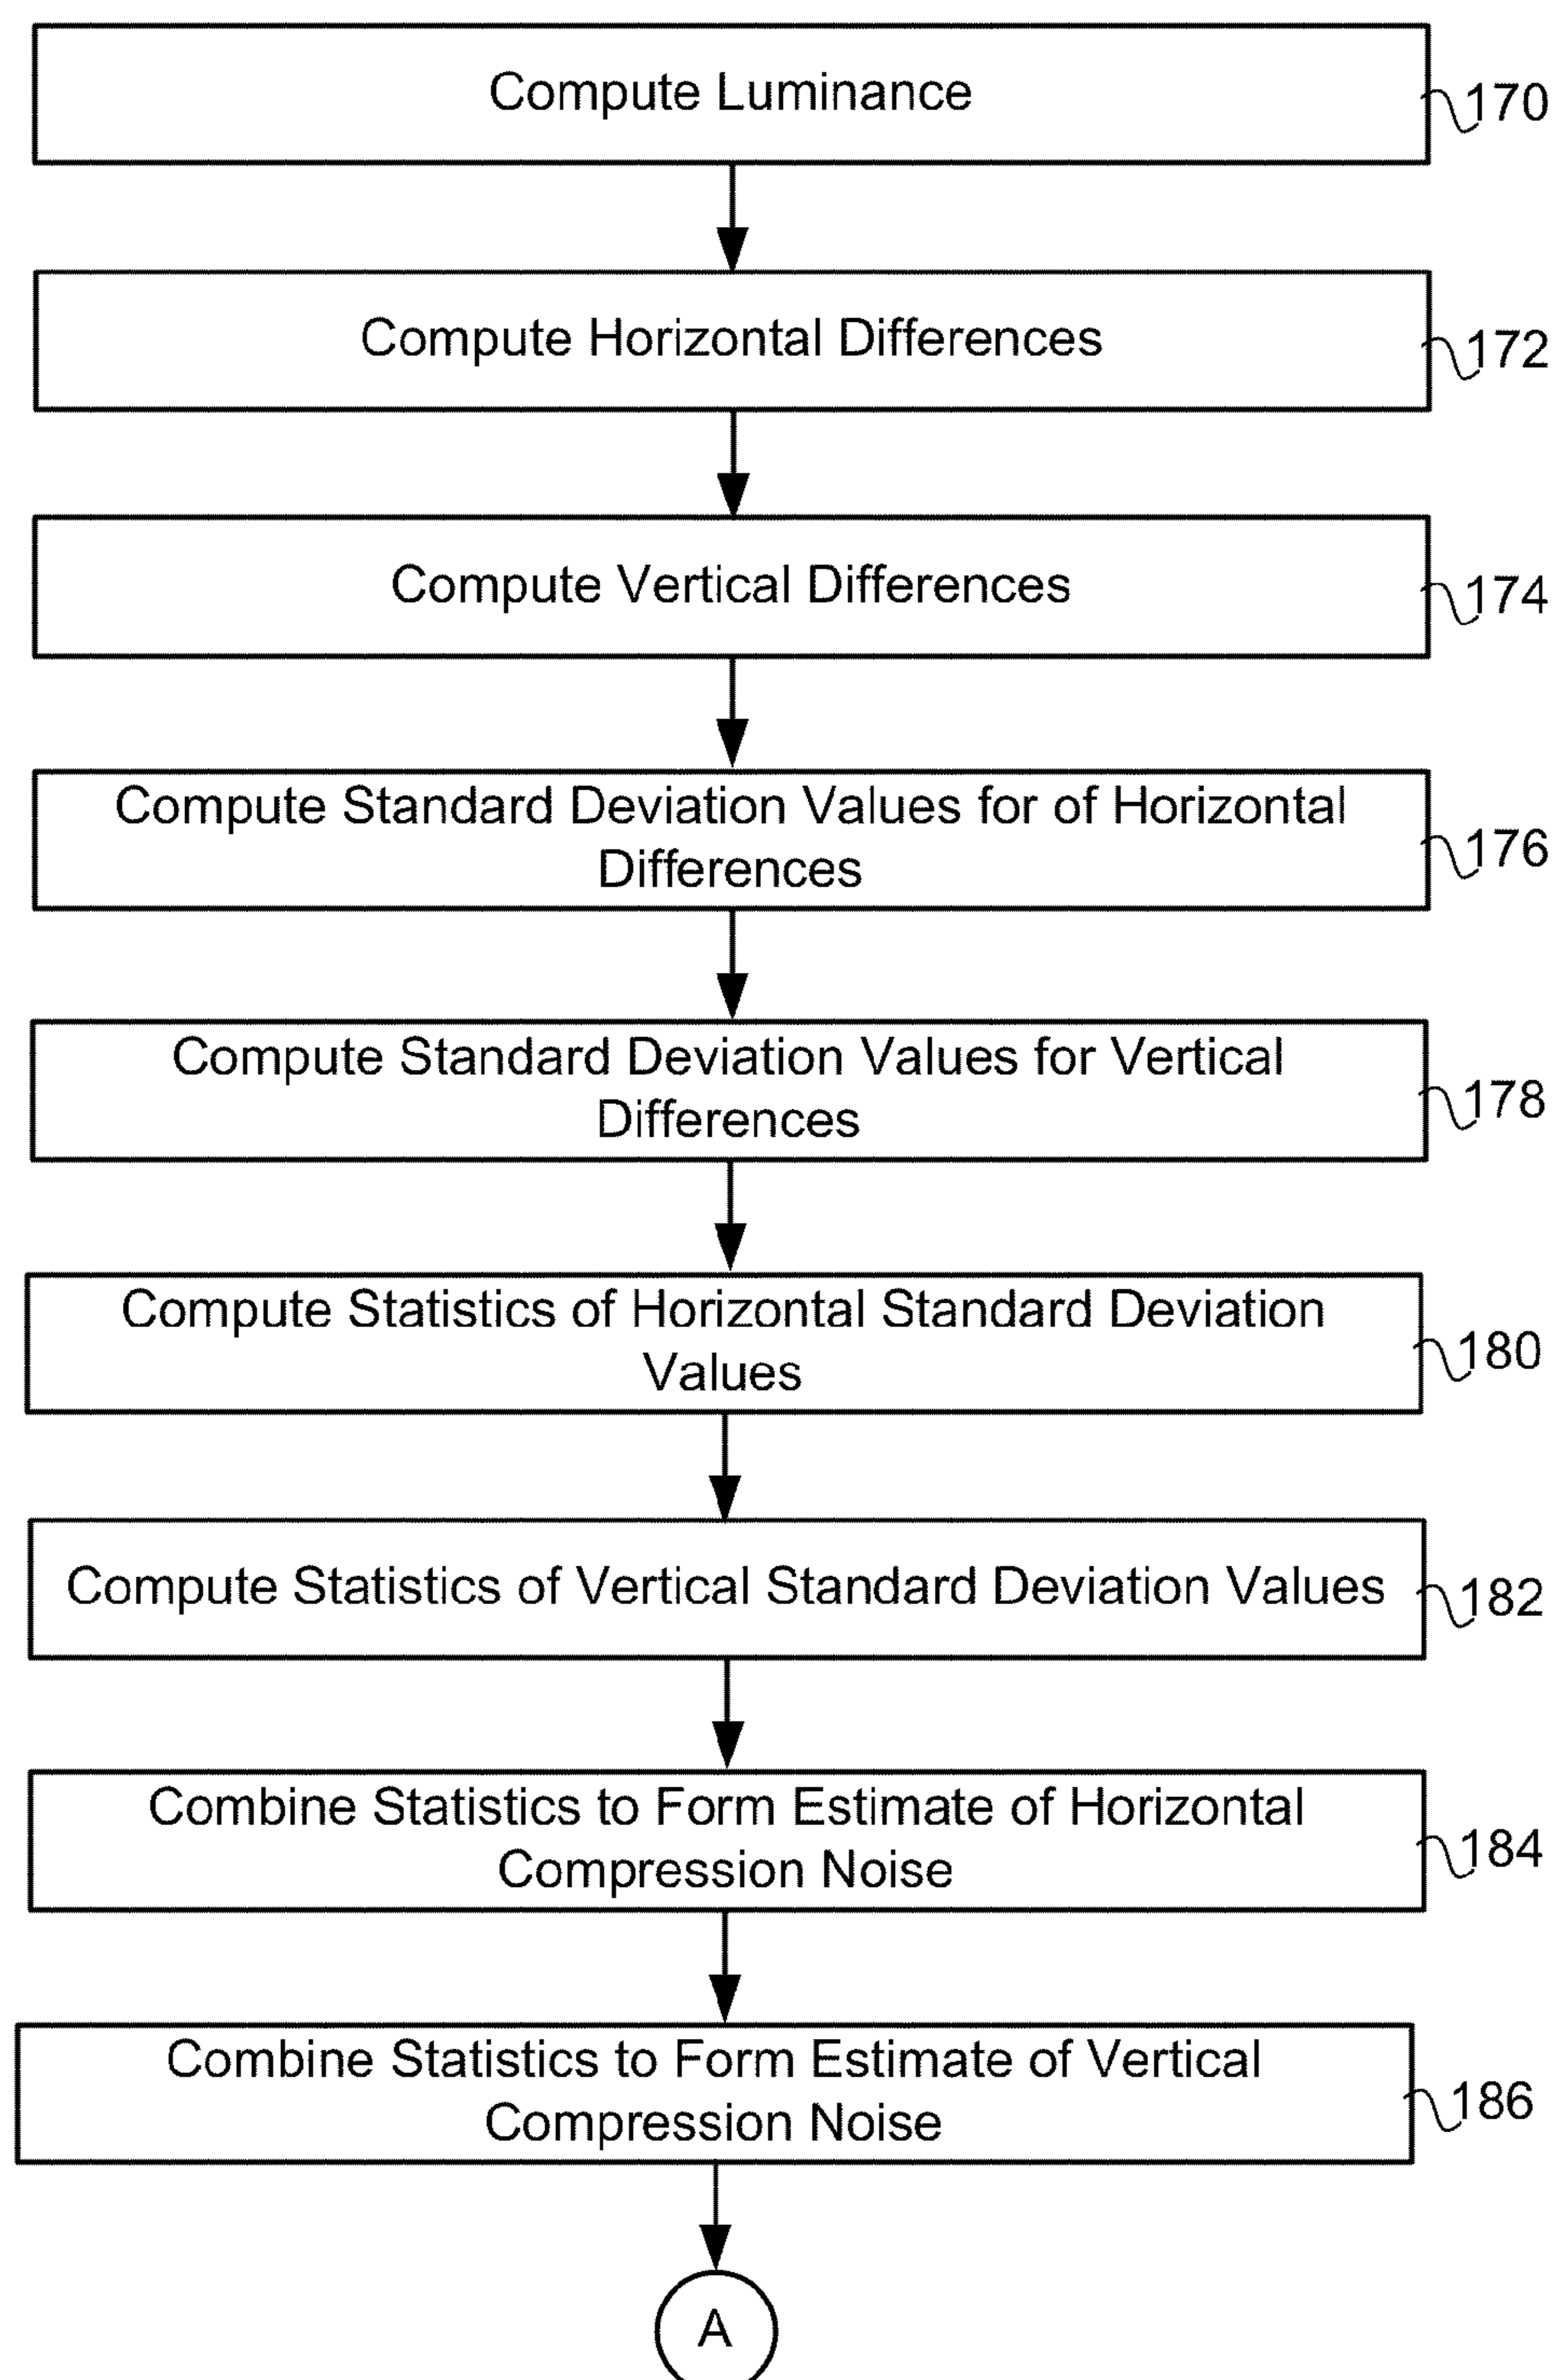 Compute Luminance
170
Compute Horizontal Differences
172
Compute Vertical Differences
174
Compute Standard Deviation Values for of Horizontal
Differences
176
Compute Standard Deviation Values for Vertical
Differences
178
Compute Statistics of Horizontal Standard Deviation
Values
180
Compute Statistics of Vertical Standard Deviation Values
182
Combine Statistics to Form Estimate of Horizontal
Compression Noise
184
Combine Statistics to Form Estimate of Vertical
Compression Noise
186
A